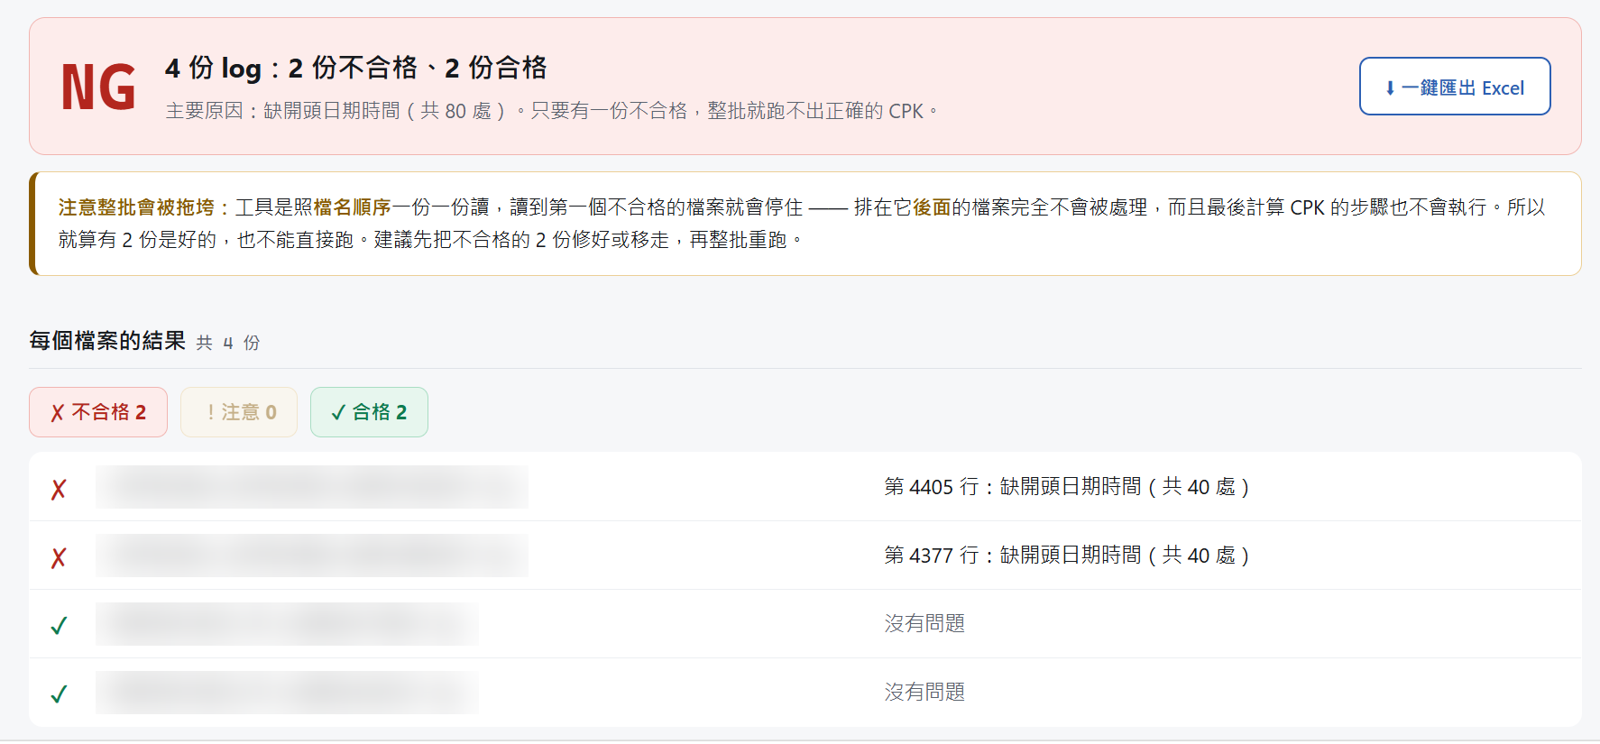 NG
4 份 log：2 份不合格、2 份合格
主要原因：缺開頭日期時間（共 80 處）。只要有一份不合格，整批就跑不出正確的 CPK。
⬇ 一鍵匯出 Excel
注意整批會被拖垮：工具是照檔名順序一份一份讀，讀到第一個不合格的檔案就會停住 —— 排在它後面的檔案完全不會被處理，而且最後計算 CPK 的步驟也不會執行。所以
就算有 2 份是好的，也不能直接跑。建議先把不合格的 2 份修好或移走，再整批重跑。
每個檔案的結果 共 4 份
✗ 不合格 2
！注意 0
✓ 合格 2
✗ 第 4405 行：缺開頭日期時間（共 40 處）
✗ 第 4377 行：缺開頭日期時間（共 40 處）
✓ 沒有問題
✓ 沒有問題